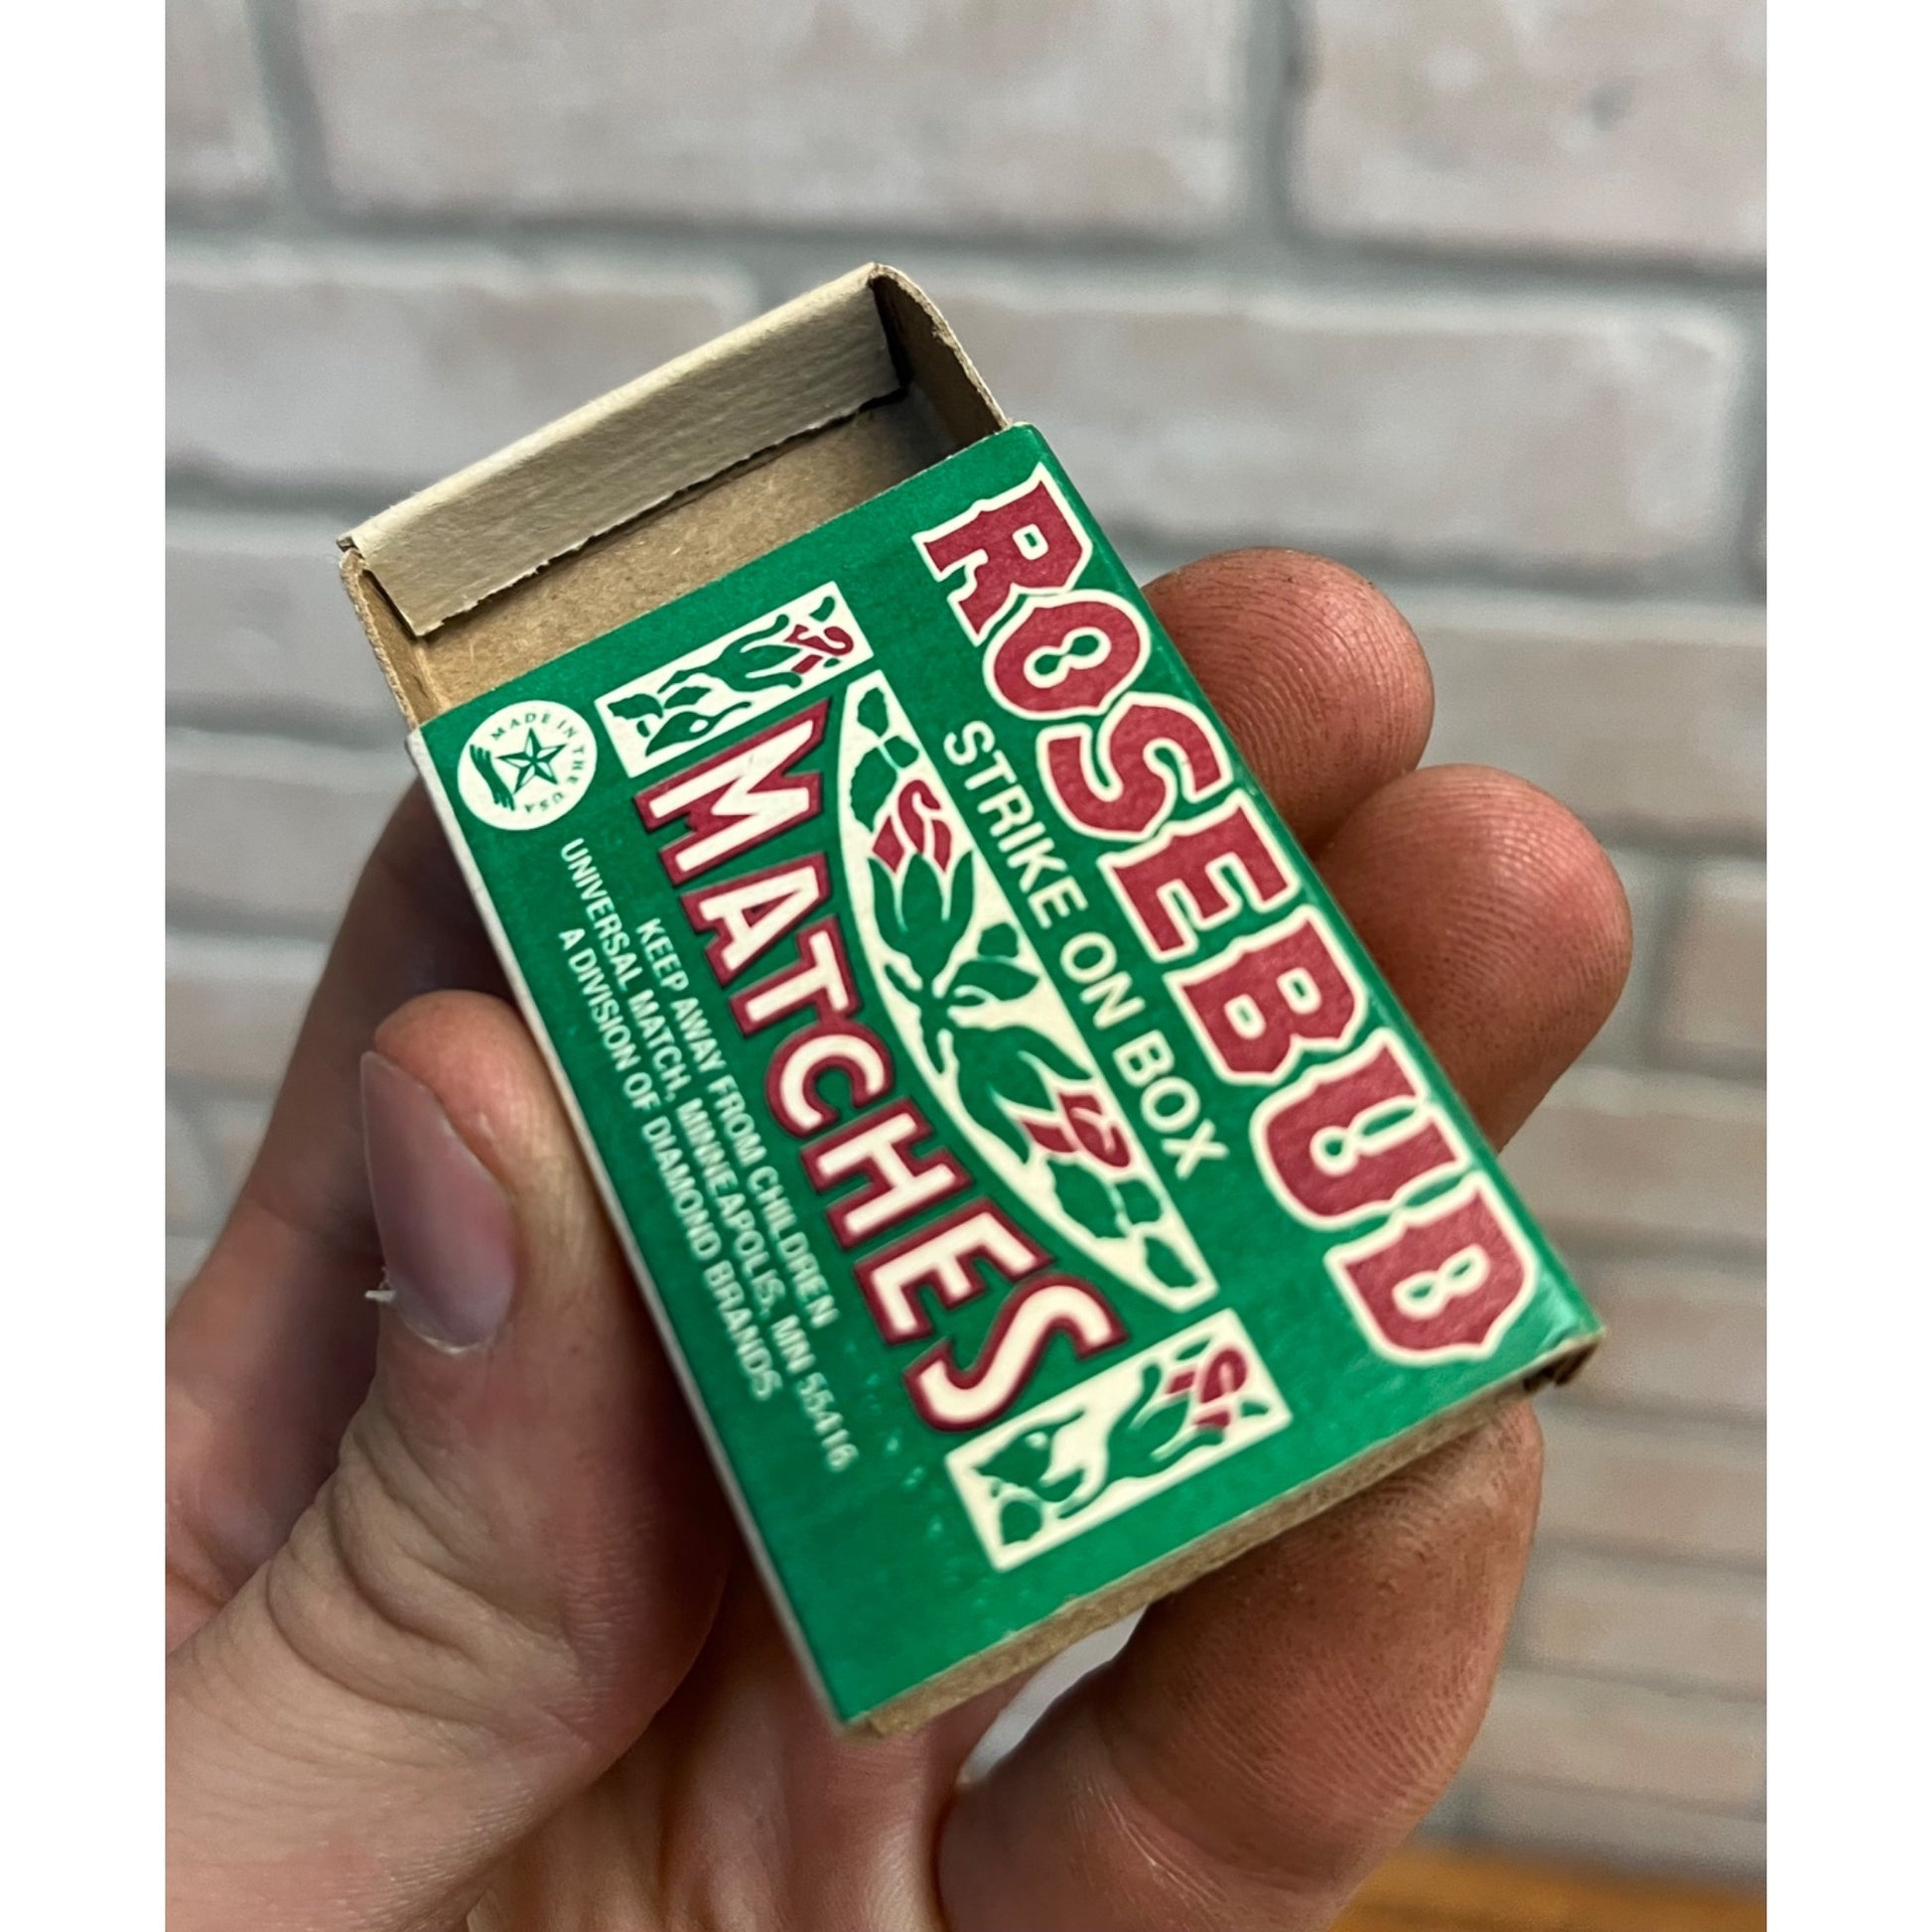 ROSEBUD
STRIKE ON BOX
MATCHES
KEEP AWAY FROM CHILDREN
UNIVERSAL MATCH, MINNEAPOLIS, MN 55416
A DIVISION OF DIAMOND BRANDS
MADE IN THE USA